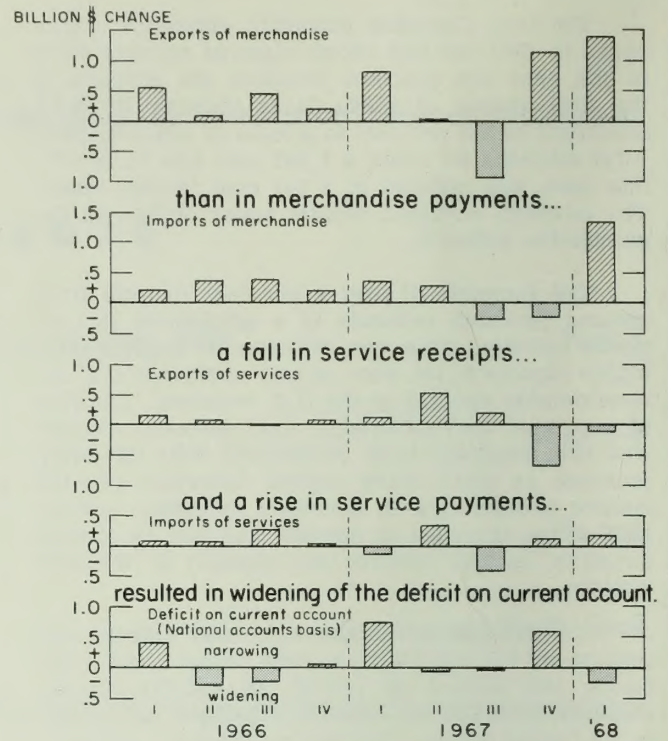 BILLION $ CHANGE
Exports of merchandise
1.0
.5
+
0
−
.5
1.0
than in merchandise payments...
1.5
Imports of merchandise
1.0
.5
+
0
−
.5
a fall in service receipts...
Exports of services
1.0
.5
+
0
−
.5
1.0
and a rise in service payments...
.5
Imports of services
+
0
−
.5
resulted in widening of the deficit on current account.
1.0
Deficit on current account
(National accounts basis)
.5
narrowing
+
0
−
.5
widening
I II III IV I II III IV I
1966 1967 '68